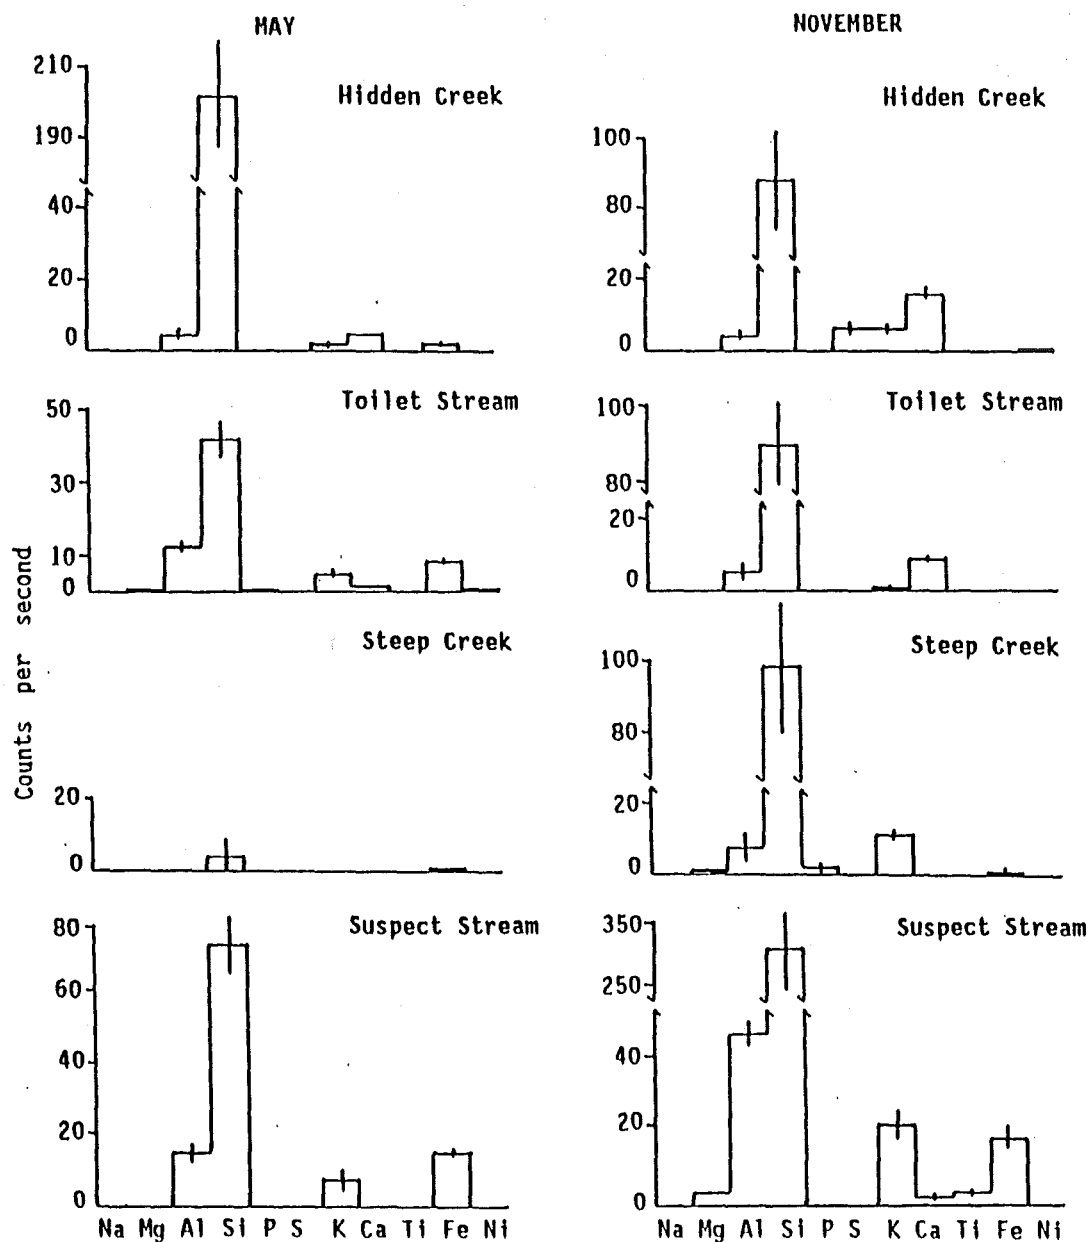 MAY
NOVEMBER
Counts per second
Hidden Creek
210
190
40
20
0
Hidden Creek
100
80
20
0
Toilet Stream
50
30
10
0
Toilet Stream
100
80
20
0
Steep Creek
20
0
Steep Creek
100
80
20
0
Suspect Stream
80
60
40
20
0
Na Mg Al Si P S K Ca Ti Fe Ni
Suspect Stream
350
250
40
20
0
Na Mg Al Si P S K Ca Ti Fe Ni